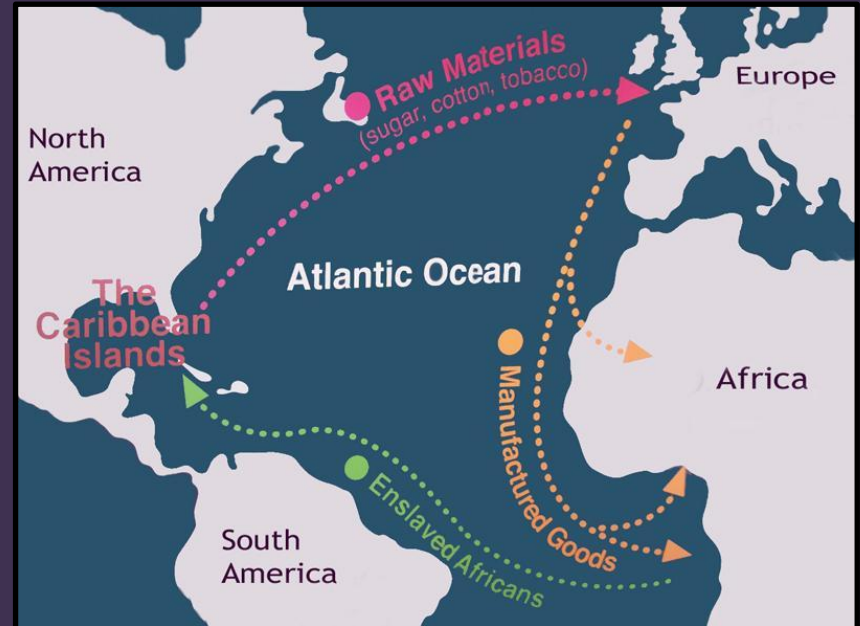 Raw Materials
(sugar, cotton, tobacco)
Europe
North
America
Atlantic Ocean
The
Caribbean
Islands
Africa
Manufactured Goods
Enslaved Africans
South
America